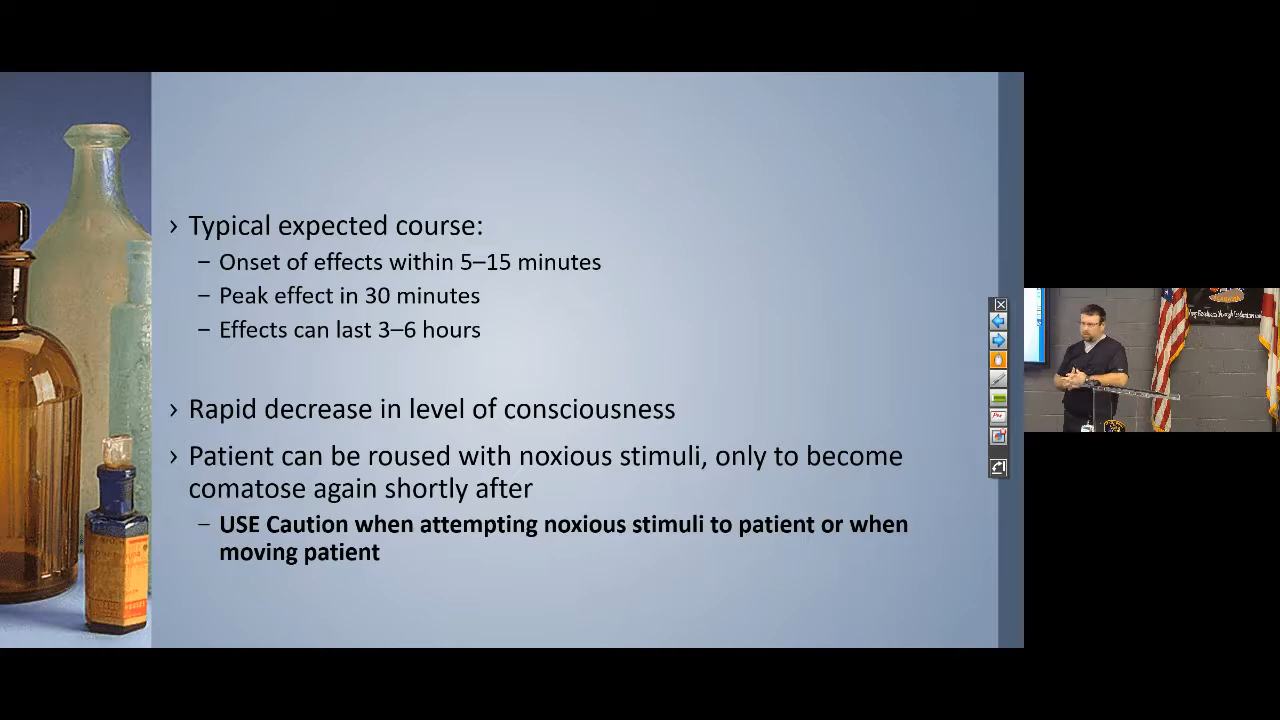 › Typical expected course:
– Onset of effects within 5–15 minutes
– Peak effect in 30 minutes
– Effects can last 3–6 hours
› Rapid decrease in level of consciousness
› Patient can be roused with noxious stimuli, only to become
comatose again shortly after
– USE Caution when attempting noxious stimuli to patient or when
moving patient